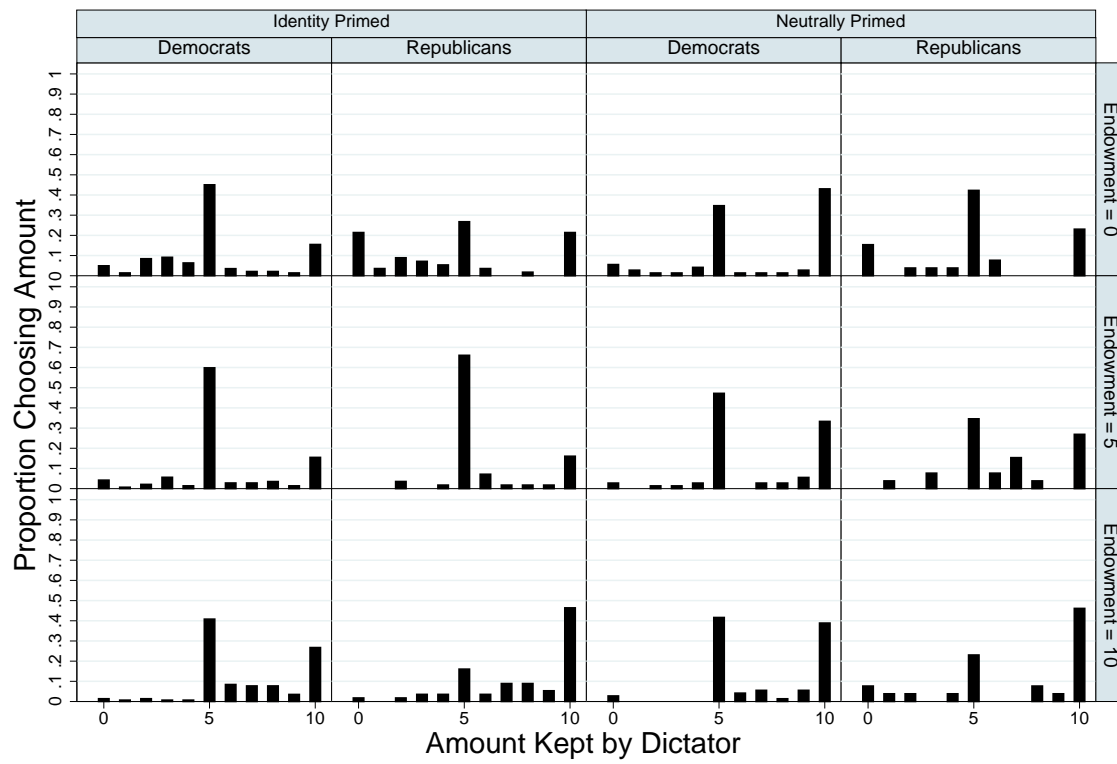 Identity Primed Neutrally Primed
Democrats Republicans Democrats Republicans
Proportion Choosing Amount
0 .1 .2 .3 .4 .5 .6 .7 .8 .9 1
Endowment = 0
0 .1 .2 .3 .4 .5 .6 .7 .8 .9 1
Endowment = 5
0 .1 .2 .3 .4 .5 .6 .7 .8 .9 1
Endowment = 10
0 5 10 0 5 10 0 5 10 0 5 10
Amount Kept by Dictator